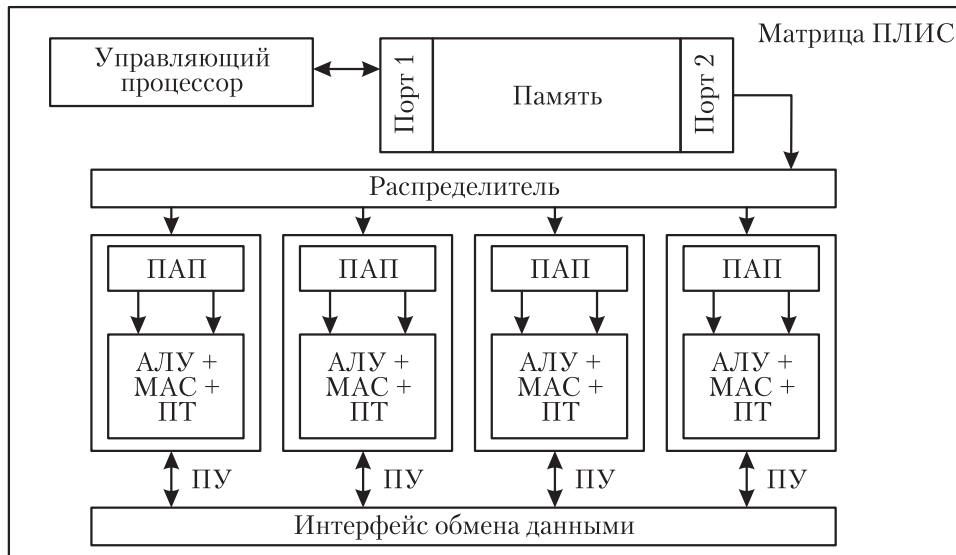 Матрица ПЛИС
Управляющий
процессор
Порт 1
Память
Порт 2
Распределитель
ПАП
ПАП
ПАП
ПАП
АЛУ +
МАС +
ПТ
АЛУ +
МАС +
ПТ
АЛУ +
МАС +
ПТ
АЛУ +
МАС +
ПТ
ПУ
ПУ
ПУ
ПУ
Интерфейс обмена данными